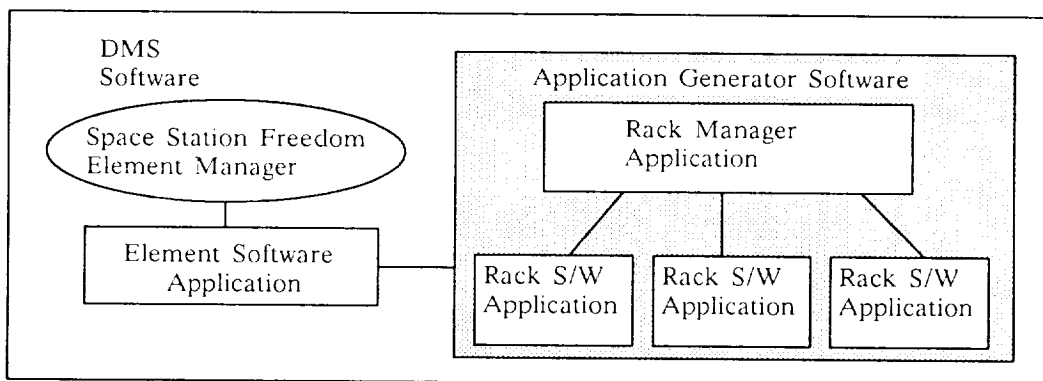 DMS
Software
Space Station Freedom
Element Manager
Element Software
Application
Application Generator Software
Rack Manager
Application
Rack S/W
Application
Rack S/W
Application
Rack S/W
Application